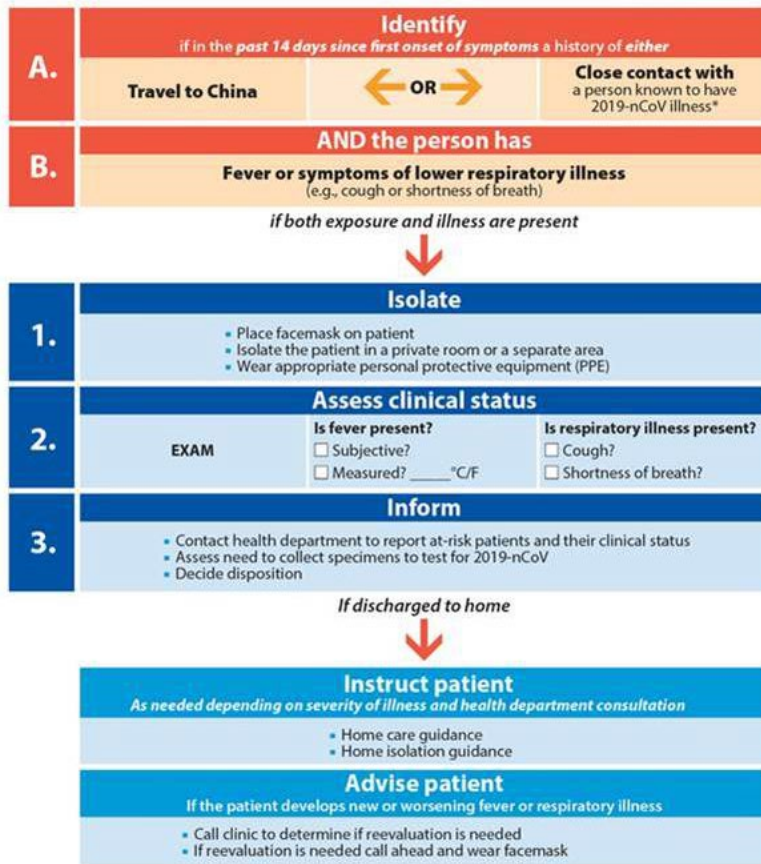 A.
Identify
if in the past 14 days since first onset of symptoms a history of either
Travel to China
OR
Close contact with
a person known to have
2019-nCoV illness*
B.
AND the person has
Fever or symptoms of lower respiratory illness
(e.g., cough or shortness of breath)
if both exposure and illness are present
1.
Isolate
▪ Place facemask on patient
▪ Isolate the patient in a private room or a separate area
▪ Wear appropriate personal protective equipment (PPE)
2.
Assess clinical status
EXAM
Is fever present?
☐ Subjective?
☐ Measured? _____°C/F
Is respiratory illness present?
☐ Cough?
☐ Shortness of breath?
3.
Inform
▪ Contact health department to report at-risk patients and their clinical status
▪ Assess need to collect specimens to test for 2019-nCoV
▪ Decide disposition
If discharged to home
Instruct patient
As needed depending on severity of illness and health department consultation
▪ Home care guidance
▪ Home isolation guidance
Advise patient
If the patient develops new or worsening fever or respiratory illness
▪ Call clinic to determine if reevaluation is needed
▪ If reevaluation is needed call ahead and wear facemask